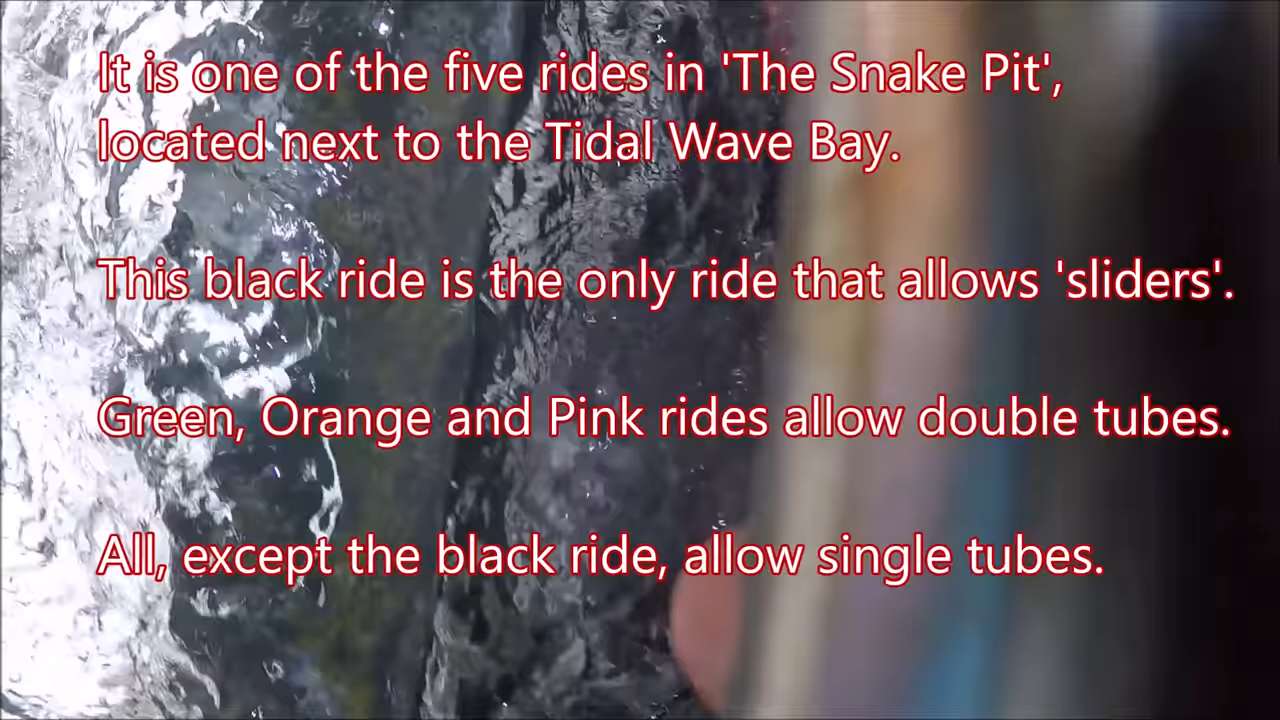 It is one of the five rides in 'The Snake Pit',
located next to the Tidal Wave Bay.
This black ride is the only ride that allows 'sliders'.
Green, Orange and Pink rides allow double tubes.
All, except the black ride, allow single tubes.